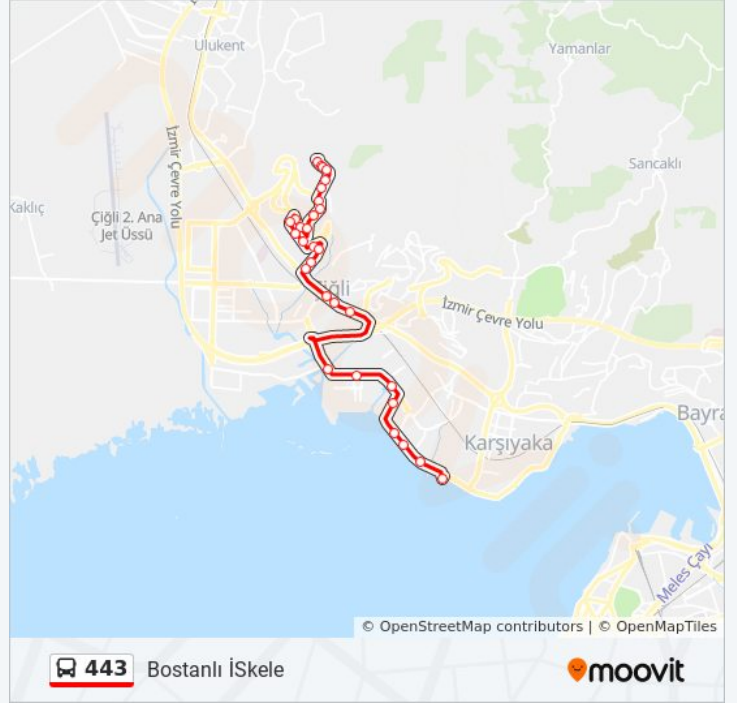 Ulukent
Yamanlar
İzmir Çevre Yolu
Sancaklı
Kaklıç
Çiğli 2. Ana
Jet Üssü
İzmir Çevre Yolu
Karşıyaka
Bayra
Meles Çayı
© OpenStreetMap contributors | © OpenMapTiles
443 Bostanlı İSkele
moovit